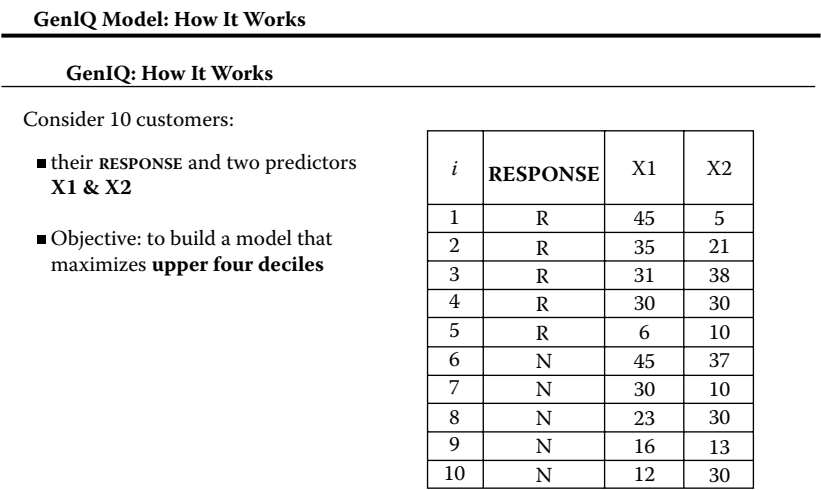 GenIQ Model: How It Works
GenIQ: How It Works
Consider 10 customers:
■ their RESPONSE and two predictors
X1 & X2
■ Objective: to build a model that
maximizes upper four deciles
i RESPONSE X1 X2
1 R 45 5
2 R 35 21
3 R 31 38
4 R 30 30
5 R 6 10
6 N 45 37
7 N 30 10
8 N 23 30
9 N 16 13
10 N 12 30